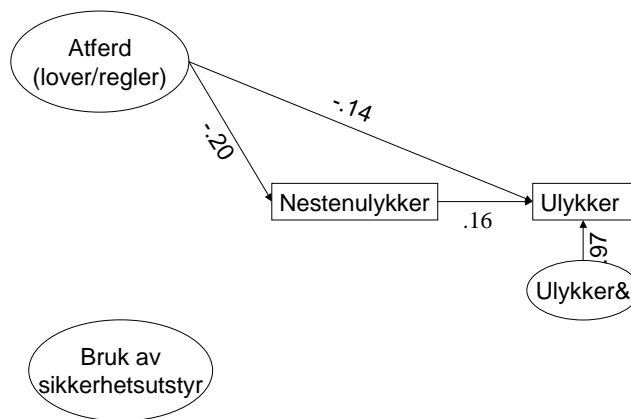 Atferd
(lover/regler)
-.14
-.20
Nestenulykker
Ulykker
.16
.97
Ulykker&
Bruk av
sikkerhetsutstyr